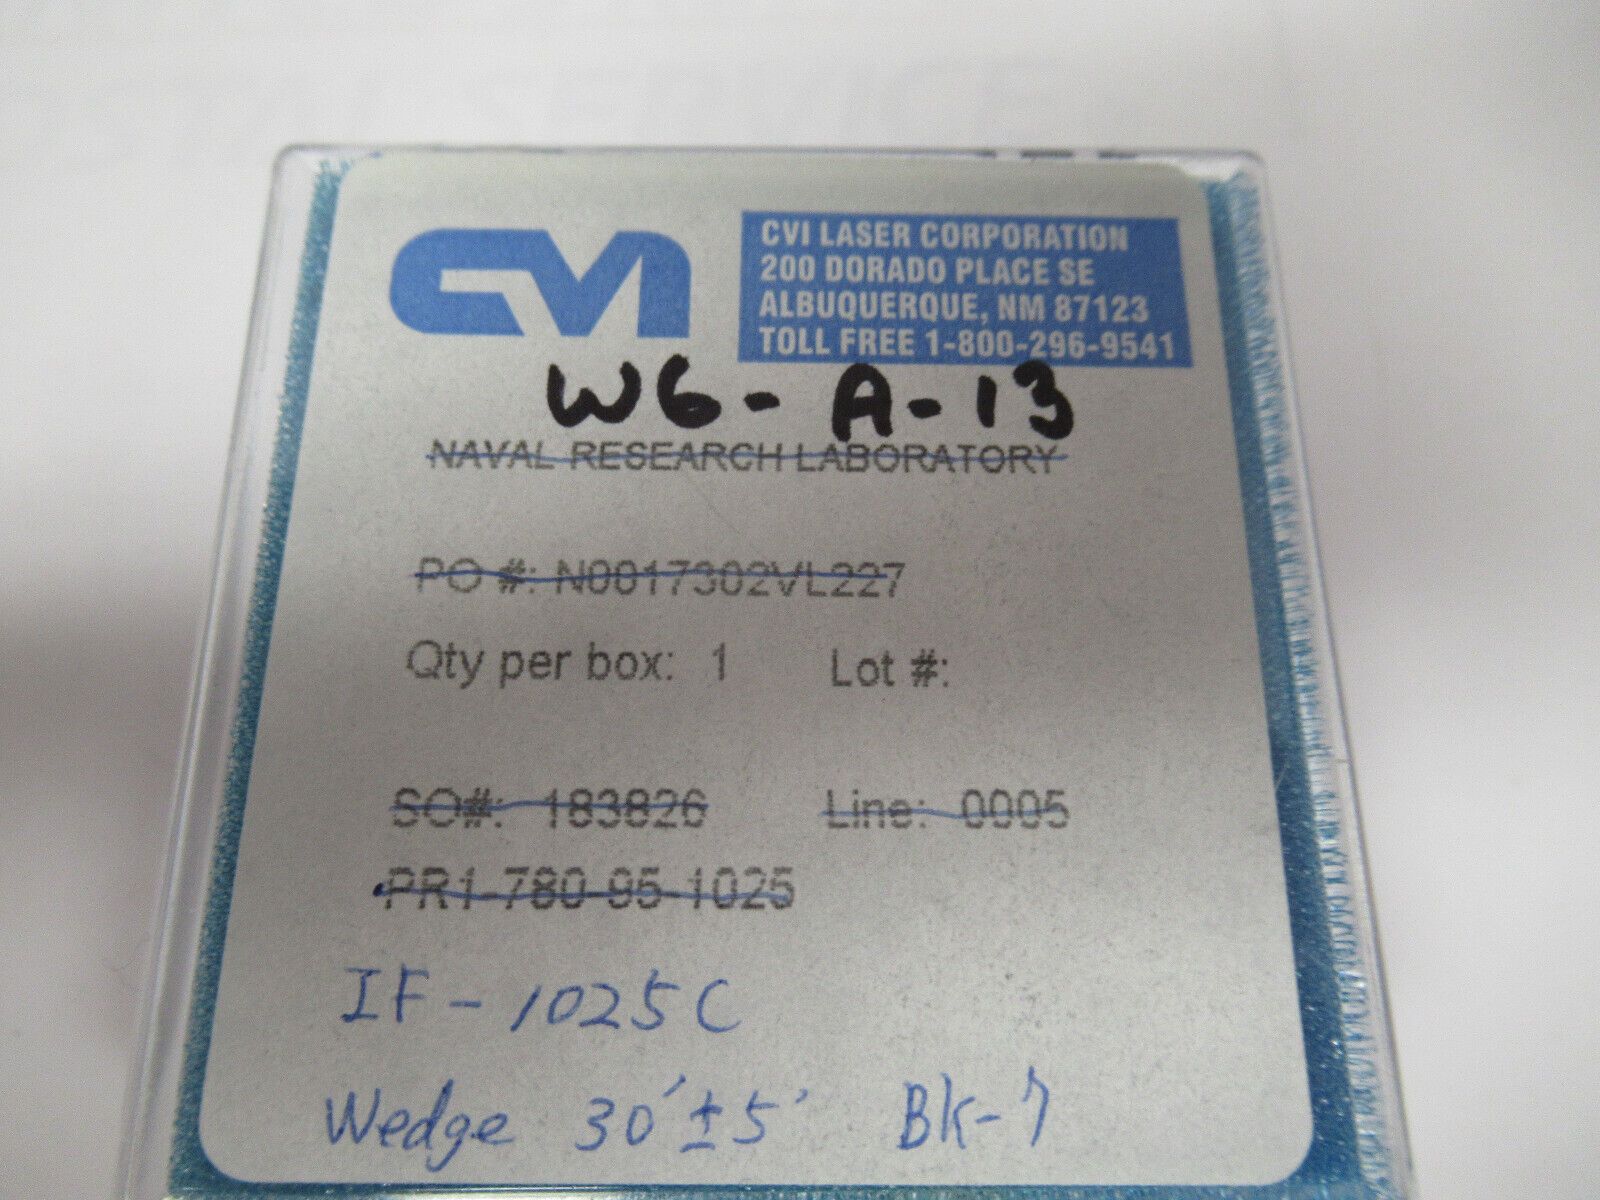 CVI
CVI LASER CORPORATION
200 DORADO PLACE SE
ALBUQUERQUE, NM 87123
TOLL FREE 1-800-296-9541
W6-A-13
NAVAL RESEARCH LABORATORY
PO #: N0017302VL227
Qty per box: 1 Lot #:
SO#: 183826 Line: 0005
PR1-780-95-1025
IF-1025C
Wedge 30'±5' BK-7